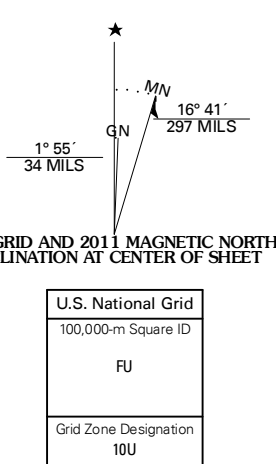 ★
MN
16° 41´
297 MILS
GN
1° 55´
34 MILS
GRID AND 2011 MAGNETIC NORTH
LINATION AT CENTER OF SHEET
U.S. National Grid
100,000-m Square ID
FU
Grid Zone Designation
10U